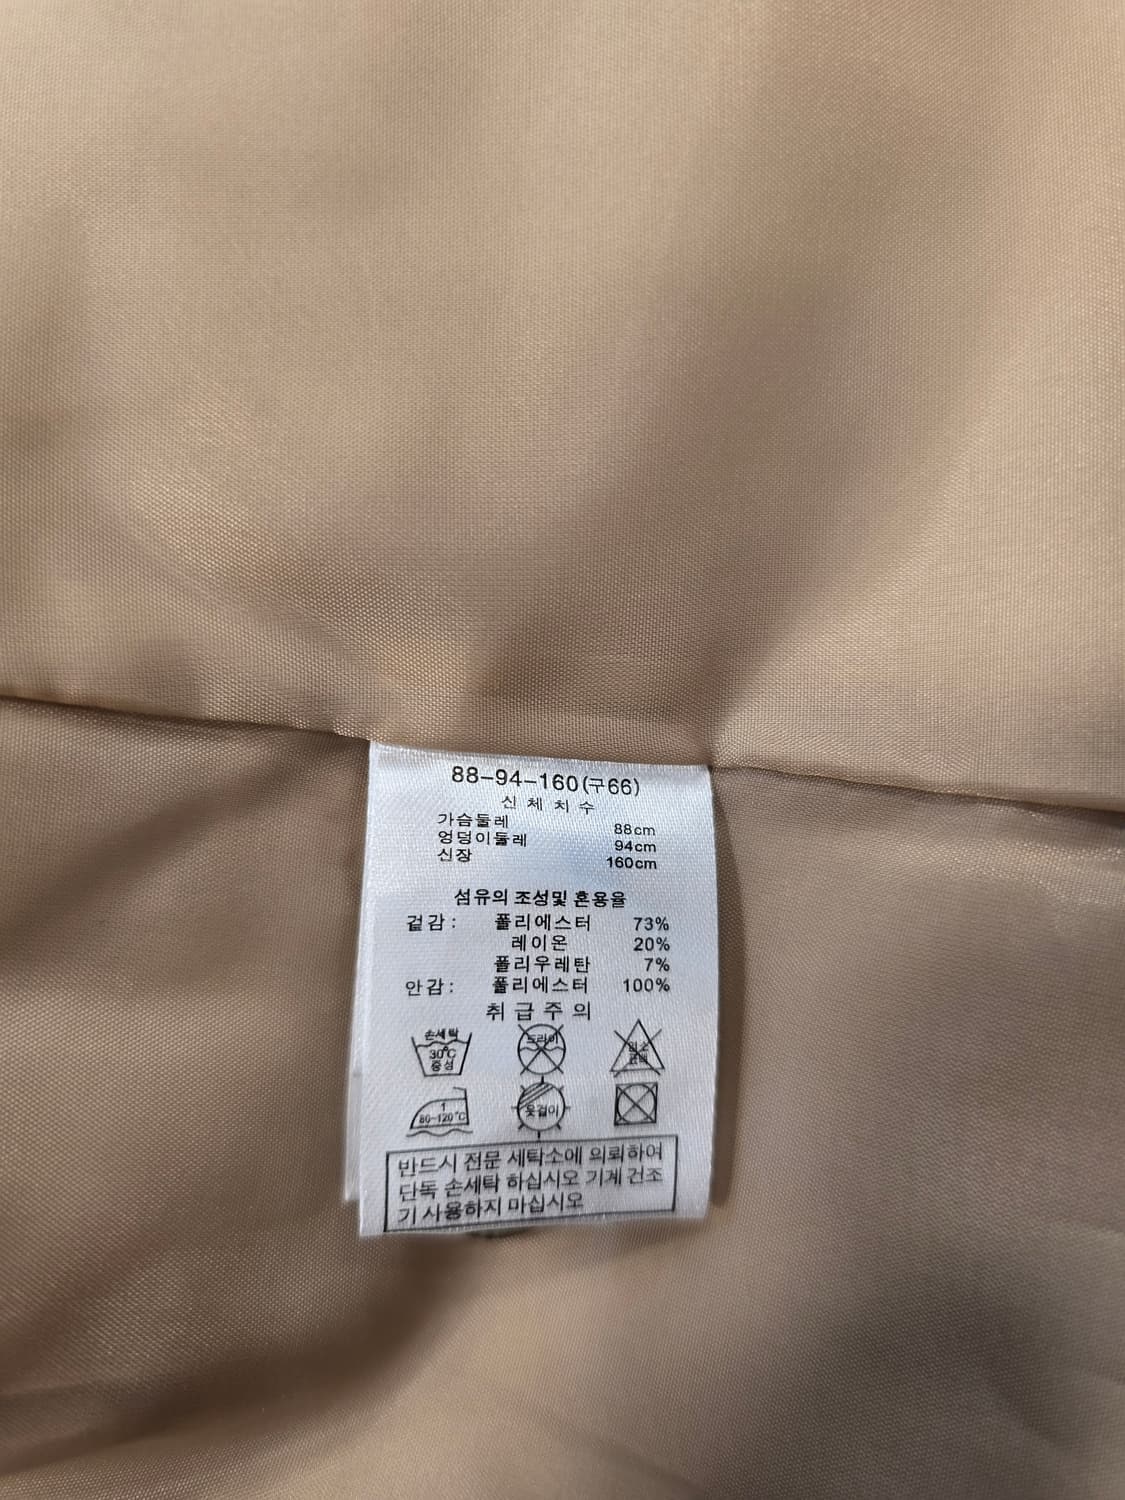 88-94-160(구66)
신체치수
가슴둘레 88cm
엉덩이둘레 94cm
신장 160cm
섬유의 조성및 혼용율
겉감: 폴리에스터 73%
레이온 20%
폴리우레탄 7%
안감: 폴리에스터 100%
취급주의
손세탁 드라이 염소
30℃ 표백
중성
1 옷걸이
80-120℃
반드시 전문 세탁소에 의뢰하여
단독 손세탁 하십시오 기계 건조
기 사용하지 마십시오